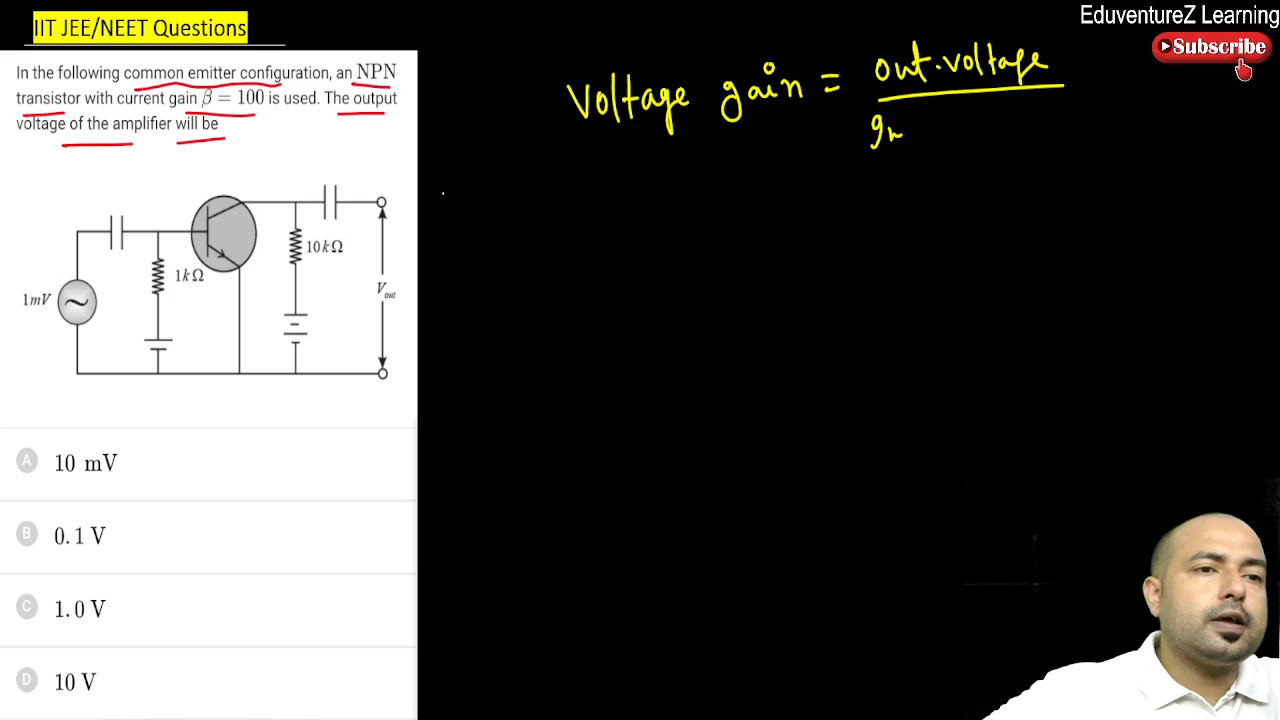 IIT JEE/NEET Questions
EduventureZ Learning
Subscribe
In the following common emitter configuration, an NPN
transistor with current gain β = 100 is used. The output
voltage of the amplifier will be
Voltage gain = out.voltage
1mV
1kΩ
10kΩ
V_out
A 10 mV
B 0.1 V
C 1.0 V
D 10 V